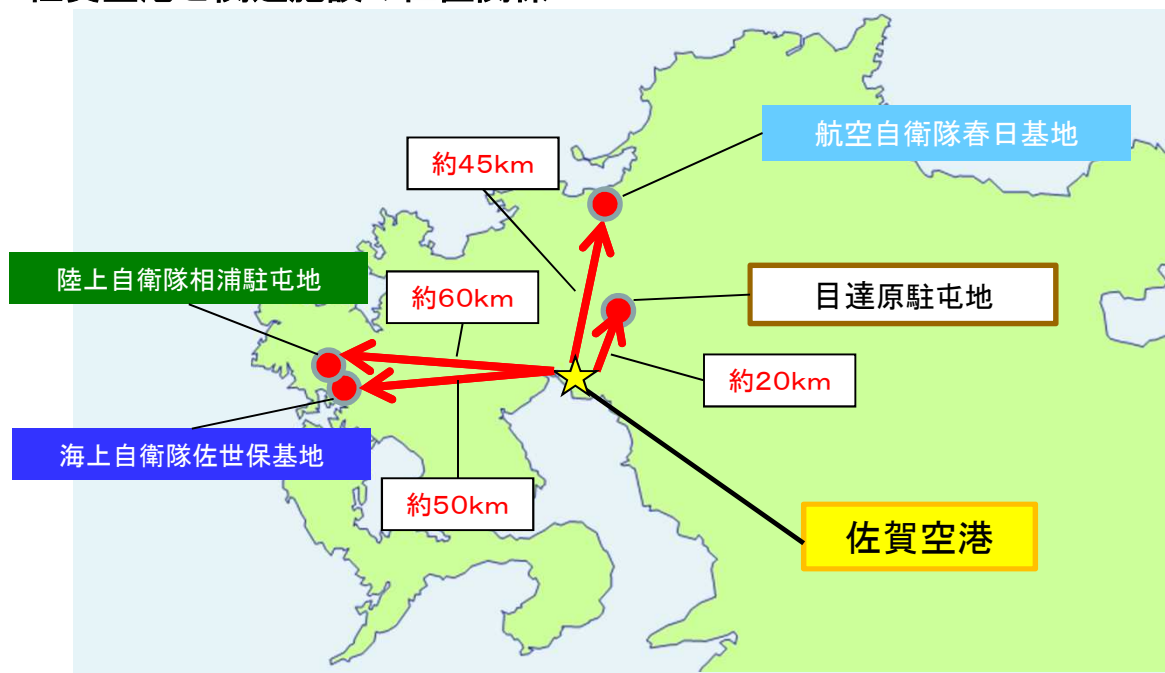 航空自衛隊春日基地
約45km
陸上自衛隊相浦駐屯地
約60km
目達原駐屯地
約20km
海上自衛隊佐世保基地
約50km
佐賀空港